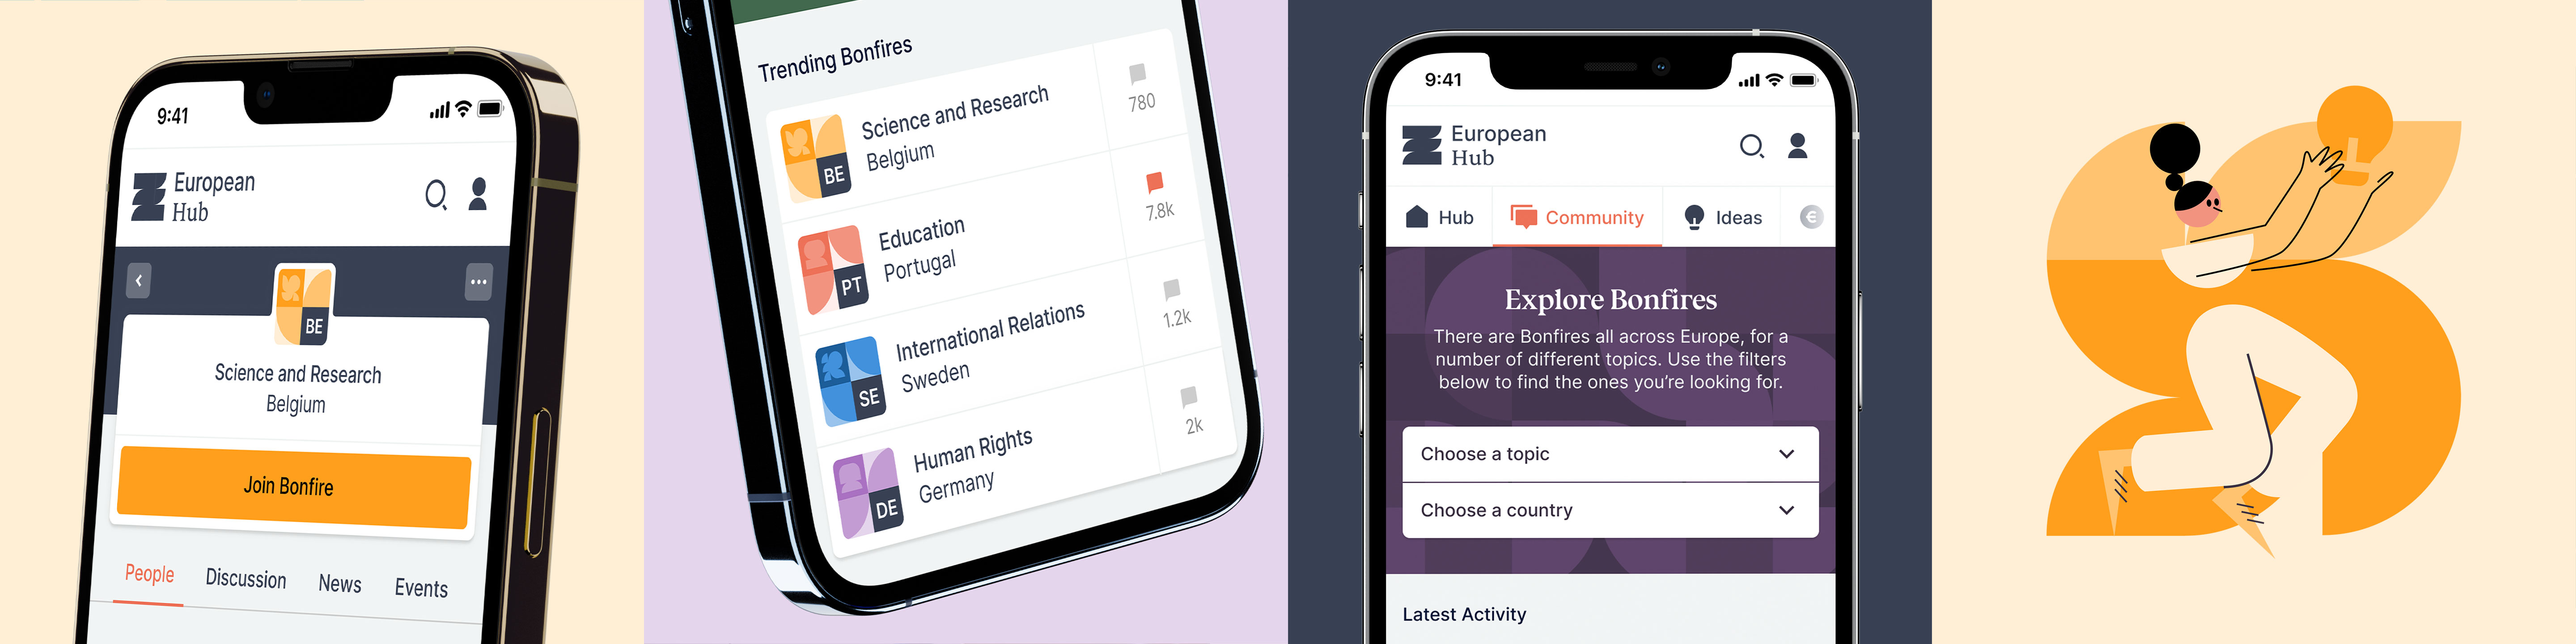 9:41
European
Hub
BE
Science and Research
Belgium
Join Bonfire
People Discussion News Events
Trending Bonfires
Science and Research
Belgium
BE
780
Education
Portugal
PT
7.8k
International Relations
Sweden
SE
1.2k
Human Rights
Germany
DE
2k
9:41
European
Hub
Hub Community Ideas €
Explore Bonfires
There are Bonfires all across Europe, for a
number of different topics. Use the filters
below to find the ones you’re looking for.
Choose a topic
Choose a country
Latest Activity